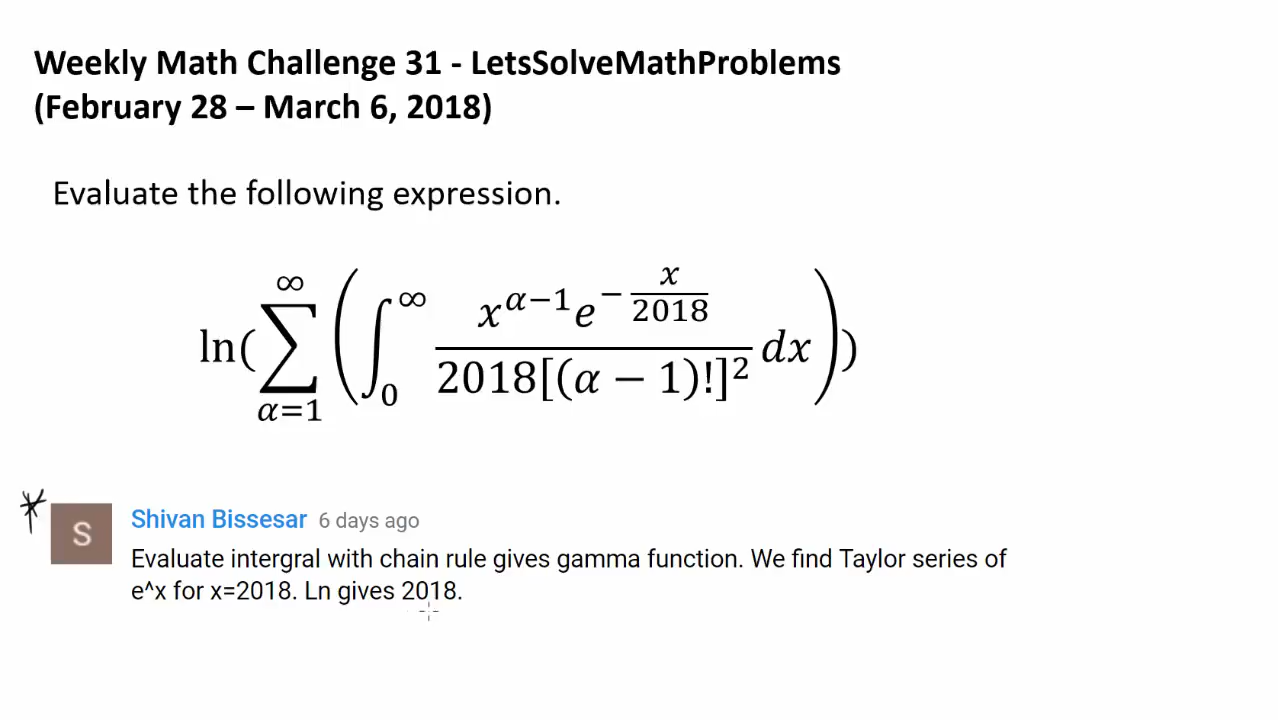 Weekly Math Challenge 31 - LetsSolveMathProblems
(February 28 – March 6, 2018)
Evaluate the following expression.
ln(∑_{α=1}^{∞}(∫_0^∞ \frac{x^{α−1}e^{−\frac{x}{2018}}}{2018[(α − 1)!]^2} dx))
S
Shivan Bissesar 6 days ago
Evaluate intergral with chain rule gives gamma function. We find Taylor series of
e^x for x=2018. Ln gives 2018.